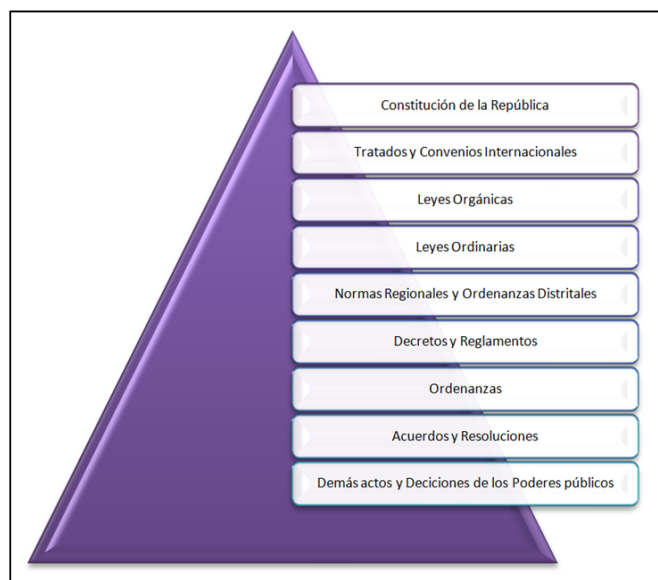 Constitución de la República
Tratados y Convenios Internacionales
Leyes Orgánicas
Leyes Ordinarias
Normas Regionales y Ordenanzas Distritales
Decretos y Reglamentos
Ordenanzas
Acuerdos y Resoluciones
Demás actos y Deciciones de los Poderes públicos